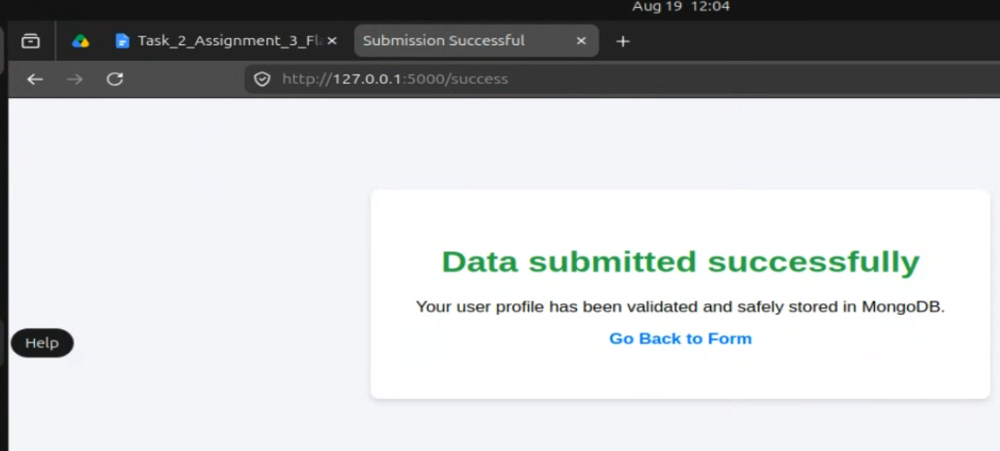 Aug 19 12:04
Task_2_Assignment_3_Fl
Submission Successful
http://127.0.0.1:5000/success
Data submitted successfully
Your user profile has been validated and safely stored in MongoDB.
Go Back to Form
Help